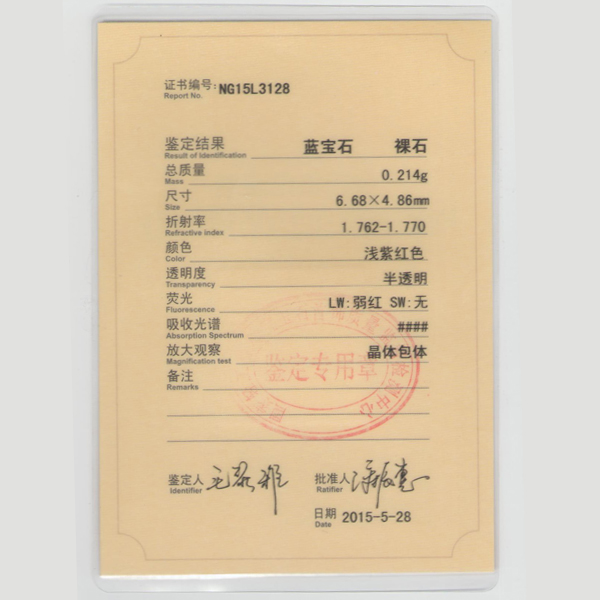 证书编号: NG15L3128
Report No.
鉴定结果 蓝宝石 裸石
Result of Identification
总质量 0.214g
Mass
尺寸 6.68×4.86mm
Size
折射率 1.762-1.770
Refractive index
颜色 浅紫红色
Color
透明度 半透明
Transparency
荧光 LW:弱红 SW:无
Fluorescence
吸收光谱 ####
Absorption Spectrum
放大观察 晶体包体
Magnification test
鉴定专用章
备注
Remarks
鉴定人 批准人
Identifier Ratifier
日期 2015-5-28
Date